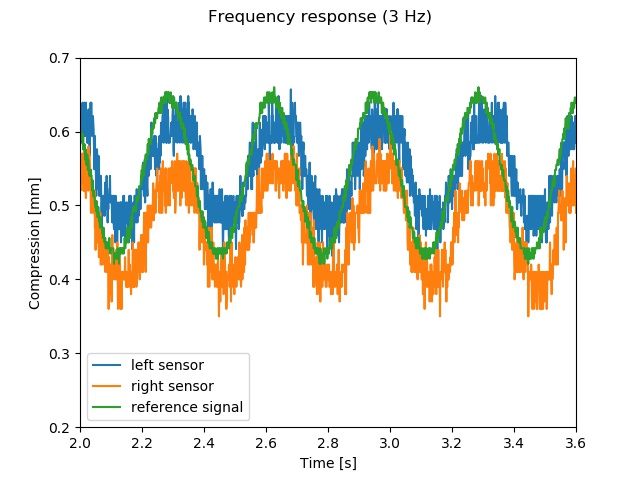 Frequency response (3 Hz)
0.7
0.6
0.5
0.4
0.3
0.2
Compression [mm]
left sensor
right sensor
reference signal
2.0 2.2 2.4 2.6 2.8 3.0 3.2 3.4 3.6
Time [s]